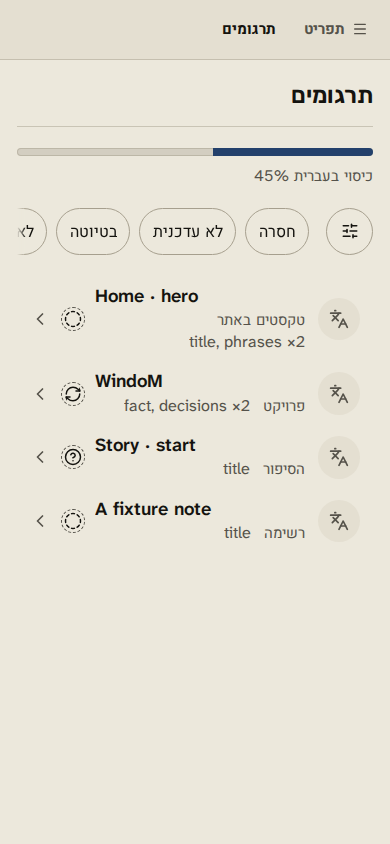 תפריט
תרגומים
תרגומים
כיסוי בעברית 45%
חסרה
לא עדכנית
בטיוטה
לא
Home · hero
טקסטים באתר
title, phrases ×2
WindoM
פרויקט fact, decisions ×2
Story · start
הסיפור title
A fixture note
רשימה title